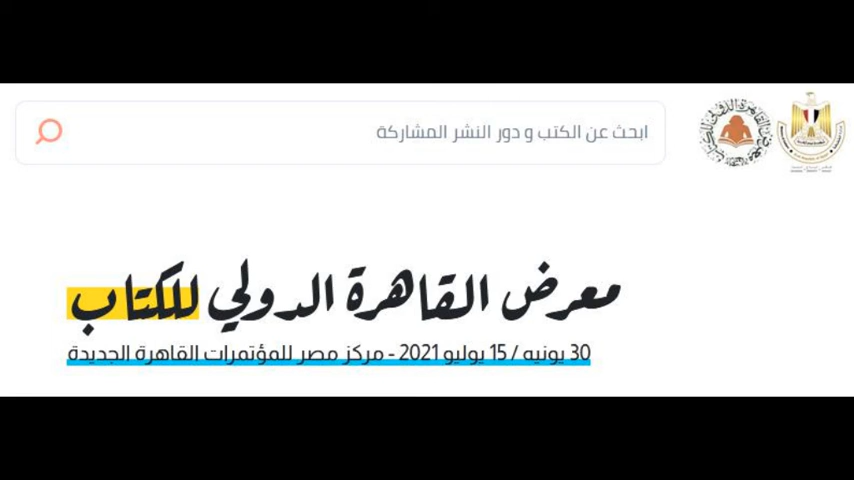 ابحث عن الكتب و دور النشر المشاركة
معرض القاهرة الدولي للكتاب
30 يونيه / 15 يوليو 2021 - مركز مصر للمؤتمرات القاهرة الجديدة